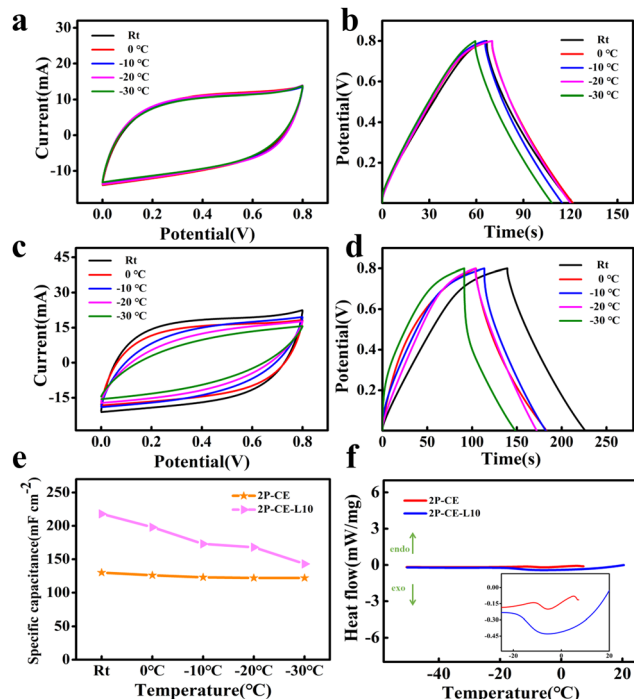 a
Current(mA)
20
10
0
-10
Rt
0 ℃
-10 ℃
-20 ℃
-30 ℃
0.0 0.2 0.4 0.6 0.8
Potential(V)
b
Potential(V)
0.8
0.6
0.4
0.2
Rt
0 ℃
-10 ℃
-20 ℃
-30 ℃
0 30 60 90 120 150
Time(s)
c
Current(mA)
45
30
15
0
-15
Rt
0 ℃
-10 ℃
-20 ℃
-30 ℃
0.0 0.2 0.4 0.6 0.8
Potential(V)
d
Potential(V)
0.8
0.6
0.4
0.2
Rt
0 ℃
-10 ℃
-20 ℃
-30 ℃
0 50 100 150 200 250
Time(s)
e
Specific capacitance(mF cm⁻²)
250
200
150
100
50
0
2P-CE
2P-CE-L10
Rt 0℃ -10℃ -20℃ -30℃
Temperature(℃)
f
Heat flow(mW/mg)
6
3
0
-3
-6
2P-CE
2P-CE-L10
endo
exo
0.00
-0.15
-0.30
-0.45
-20 0 20
-40 -20 0 20
Temperature(℃)